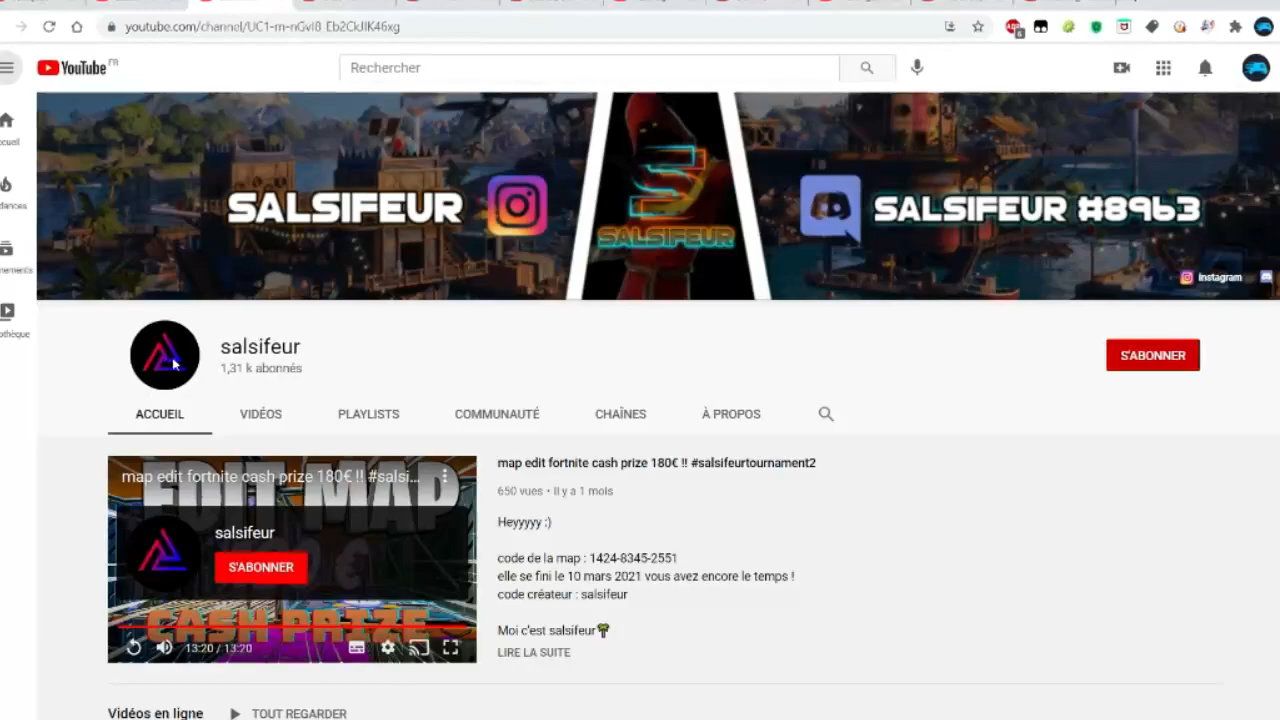 youtube.com/channel/UC1-m-nGvI8_Eb2CkJIK46xg
YouTube FR
Rechercher
SALSIFEUR
SALSIFEUR
SALSIFEUR #8963
Instagram
salsifeur
1,31 k abonnés
S'ABONNER
ACCUEIL VIDÉOS PLAYLISTS COMMUNAUTÉ CHAÎNES À PROPOS
map edit fortnite cash prize 180€ !! #salsi...
EDIT MAP
salsifeur
S'ABONNER
CASH PRIZE
13:20 / 13:20
map edit fortnite cash prize 180€ !! #salsifeurtournament2
650 vues • Il y a 1 mois
Heyyyyy :)
code de la map : 1424-8345-2551
elle se fini le 10 mars 2021 vous avez encore le temps !
code créateur : salsifeur
Moi c'est salsifeur
LIRE LA SUITE
Vidéos en ligne TOUT REGARDER